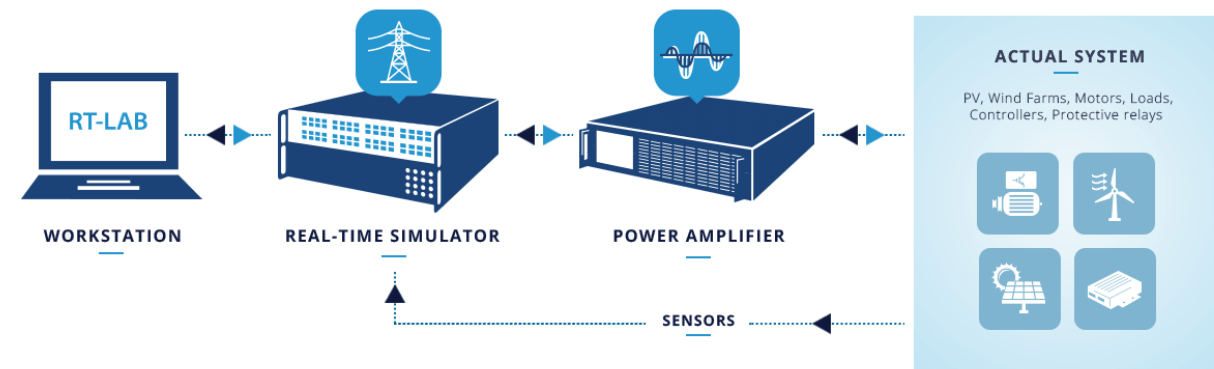 RT-LAB
WORKSTATION
REAL-TIME SIMULATOR
POWER AMPLIFIER
SENSORS
ACTUAL SYSTEM
PV, Wind Farms, Motors, Loads,
Controllers, Protective relays